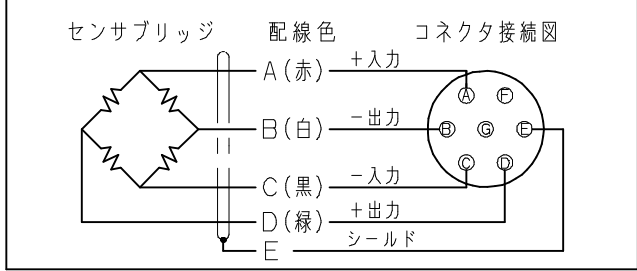 センサブリッジ 配線色 コネクタ接続図
A(赤) +入力
B(白) -出力
C(黒) -入力
D(緑) +出力
E シールド
A F
B G E
C D